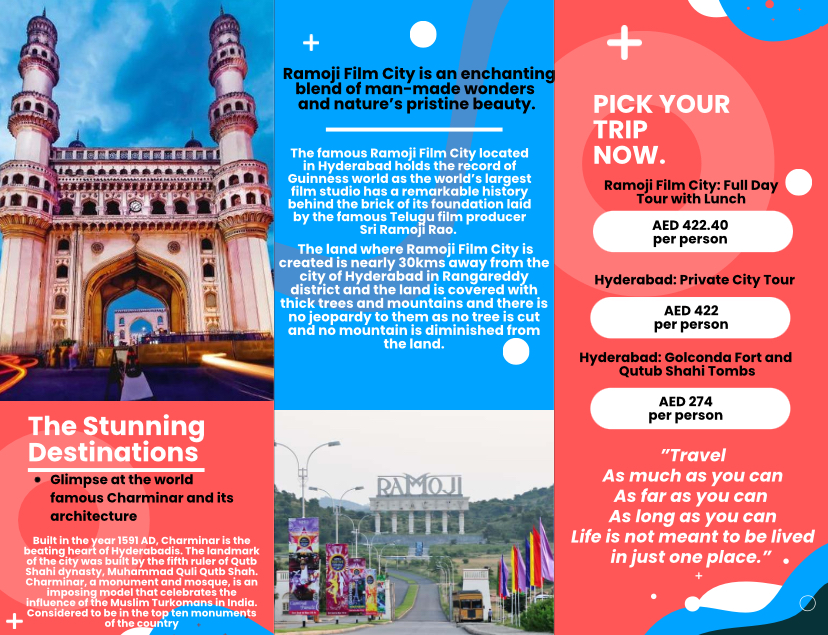 The Stunning
Destinations
• Glimpse at the world
famous Charminar and its
architecture
Built in the year 1591 AD, Charminar is the
beating heart of Hyderabadis. The landmark
of the city was built by the fifth ruler of Qutb
Shahi dynasty, Muhammad Quli Qutb Shah.
Charminar, a monument and mosque, is an
imposing model that celebrates the
influence of the Muslim Turkomans in India.
Considered to be in the top ten monuments
of the country
Ramoji Film City is an enchanting
blend of man-made wonders
and nature's pristine beauty.
The famous Ramoji Film City located
in Hyderabad holds the record of
Guinness world as the world's largest
film studio has a remarkable history
behind the brick of its foundation laid
by the famous Telugu film producer
Sri Ramoji Rao.
The land where Ramoji Film City is
created is nearly 30kms away from the
city of Hyderabad in Rangareddy
district and the land is covered with
thick trees and mountains and there is
no jeopardy to them as no tree is cut
and no mountain is diminished from
the land.
RAMOJI
PICK YOUR
TRIP
NOW.
Ramoji Film City: Full Day
Tour with Lunch
AED 422.40
per person
Hyderabad: Private City Tour
AED 422
per person
Hyderabad: Golconda Fort and
Qutub Shahi Tombs
AED 274
per person
"Travel
As much as you can
As far as you can
As long as you can
Life is not meant to be lived
in just one place."